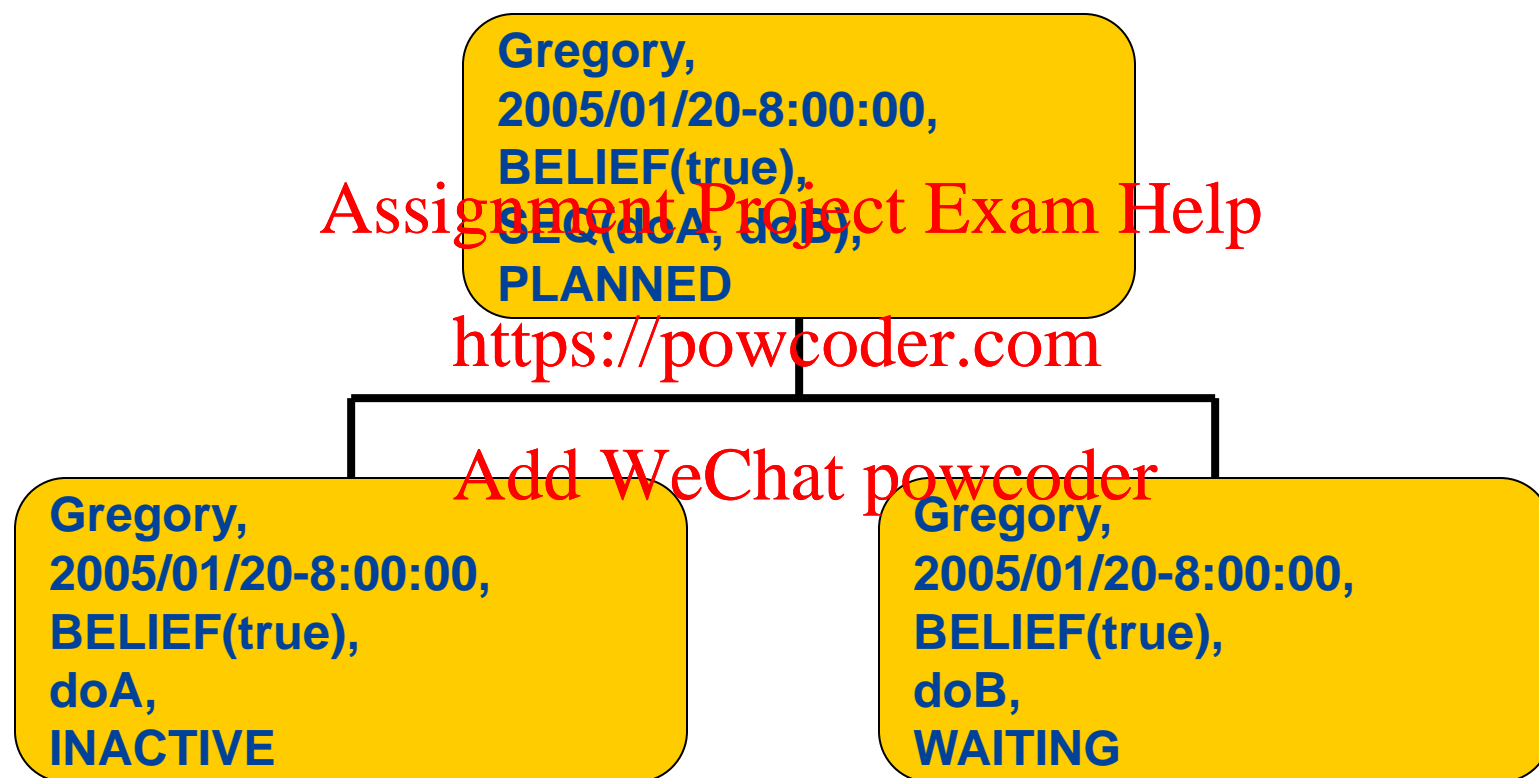 Gregory,
2005/01/20-8:00:00,
BELIEF(true),
Assignment Project Exam Help
SEQ(doA, doB),
PLANNED
https://powcoder.com
Add WeChat powcoder
Gregory,
2005/01/20-8:00:00,
BELIEF(true),
doA,
INACTIVE
Gregory,
2005/01/20-8:00:00,
BELIEF(true),
doB,
WAITING